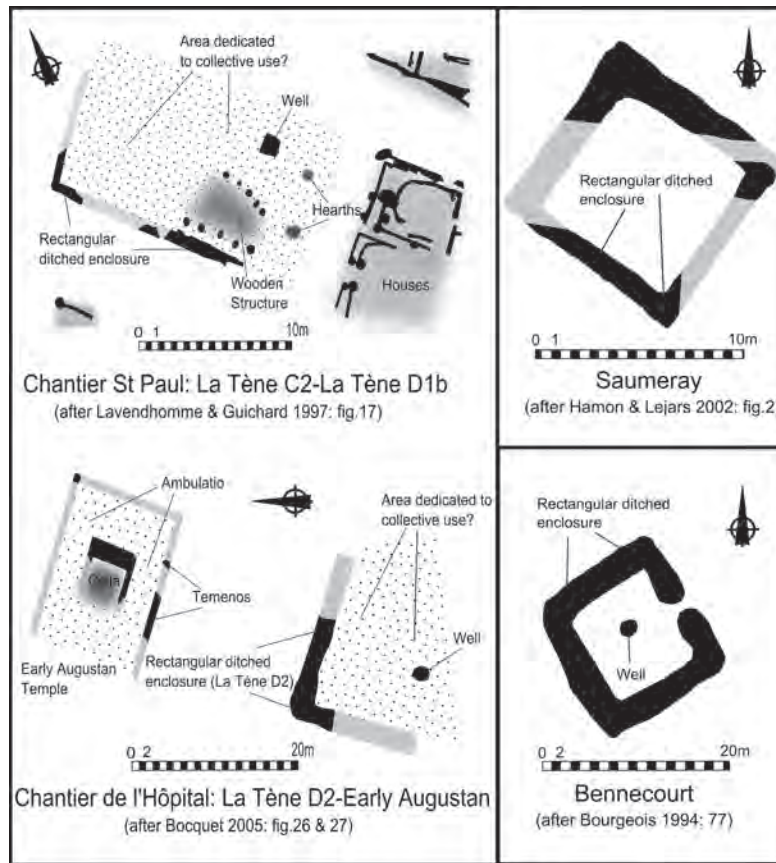 Area dedicated
to collective use?
Well
Hearths
Rectangular
ditched enclosure
Wooden
Structure
Houses
0 1
10m
Chantier St Paul: La Tène C2-La Tène D1b
(after Lavendhomme & Guichard 1997: fig.17)
Rectangular ditched
enclosure
0 1
10m
Saumeray
(after Hamon & Lejars 2002: fig.2
Ambulatio
Temenos
Early Augustan
Temple
Area dedicated to
collective use?
Well
Rectangular ditched
enclosure (La Tène D2)
0 2
20m
Chantier de l'Hôpital: La Tène D2-Early Augustan
(after Bocquet 2005: fig.26 & 27)
Rectangular ditched
enclosure
Well
0 2
20m
Bennecourt
(after Bourgeois 1994: 77)